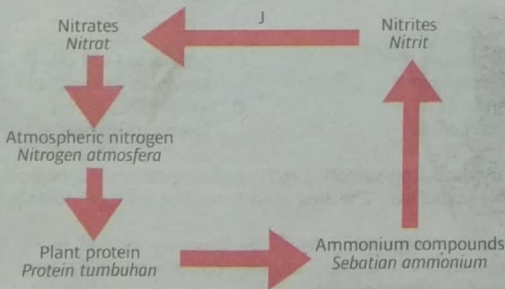 J
Nitrates
Nitrat
Nitrites
Nitrit
Atmospheric nitrogen
Nitrogen atmosfera
Plant protein
Protein tumbuhan
Ammonium compounds
Sebatian ammonium